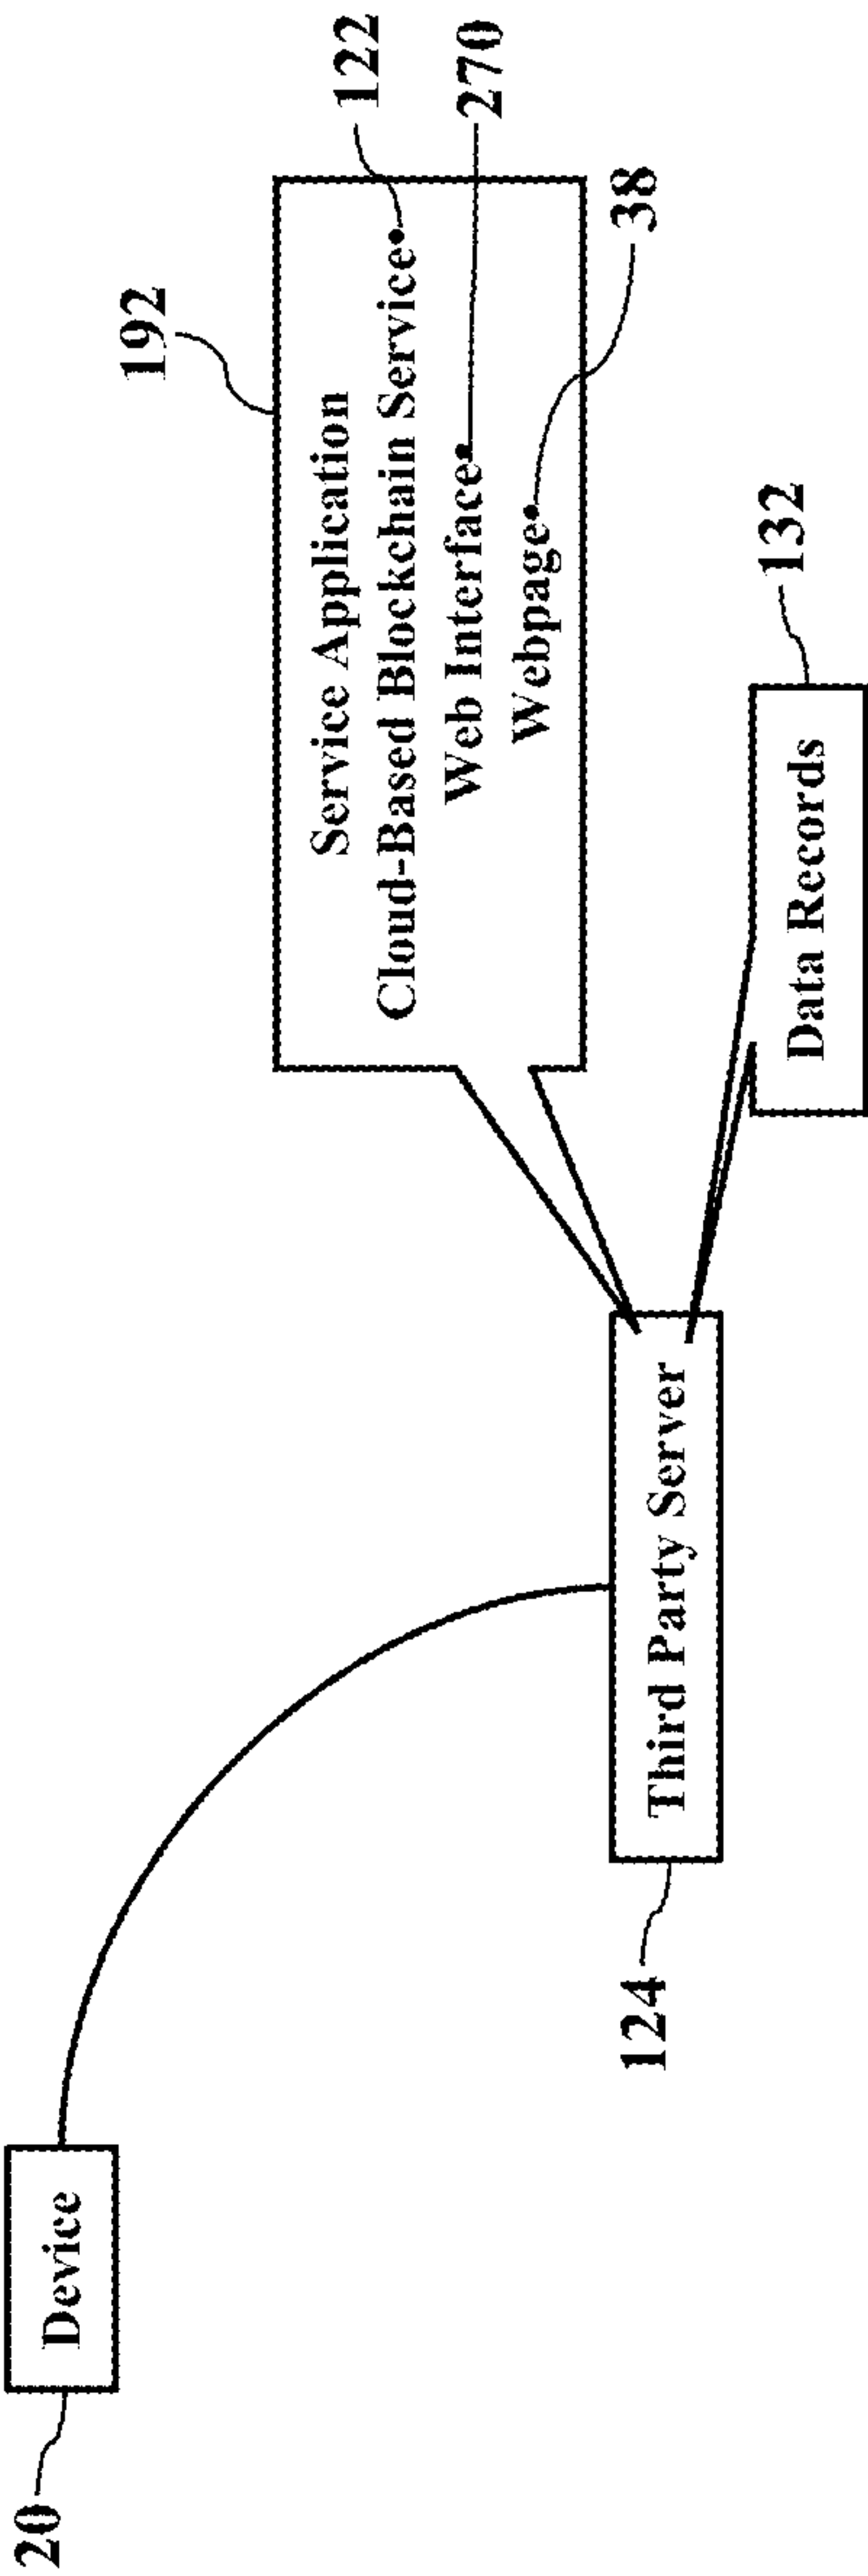 20
Device
192
Service Application
Cloud-Based Blockchain Service
122
Web Interface
270
Webpage
38
124
Third Party Server
Data Records
132